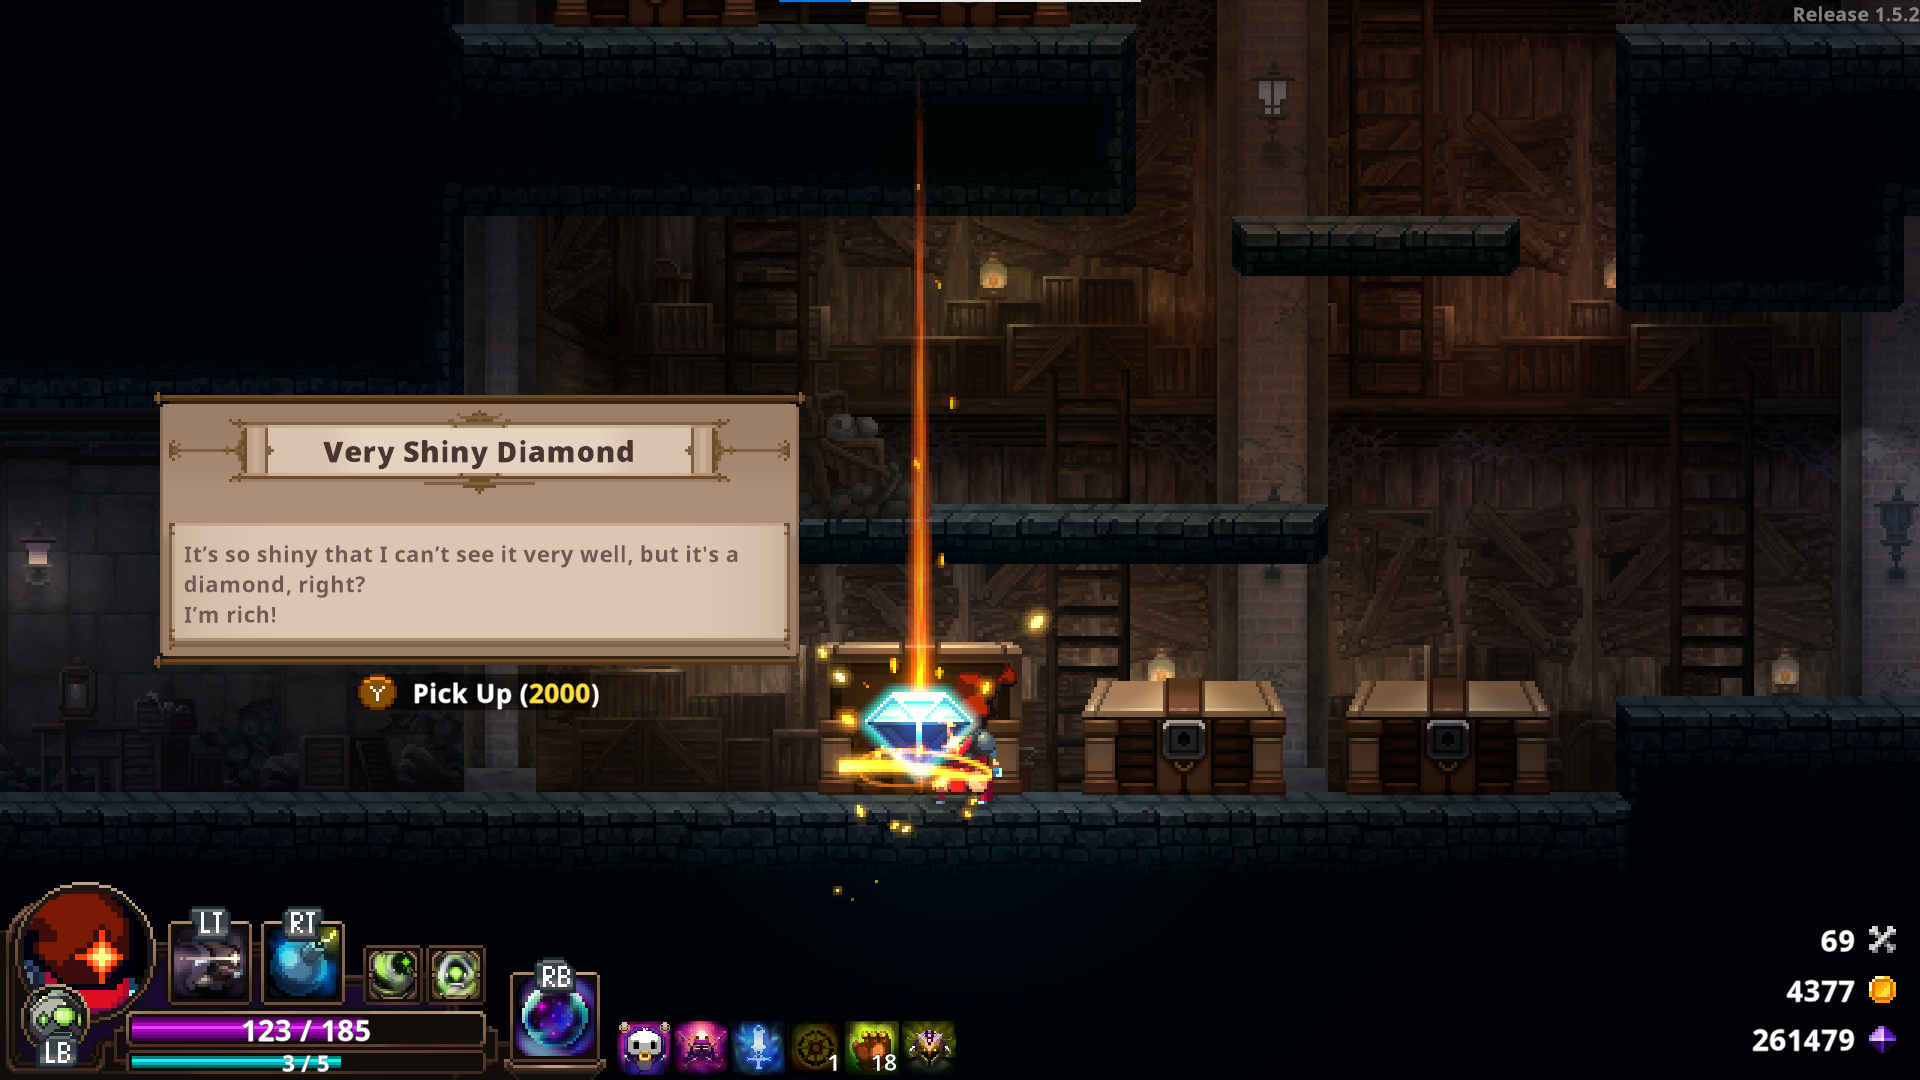 Release 1.5.2
Very Shiny Diamond
It’s so shiny that I can’t see it very well, but it's a
diamond, right?
I’m rich!
Y Pick Up (2000)
LT
RT
RB
LB
123 / 185
3 / 5
1
18
69
4377
261479